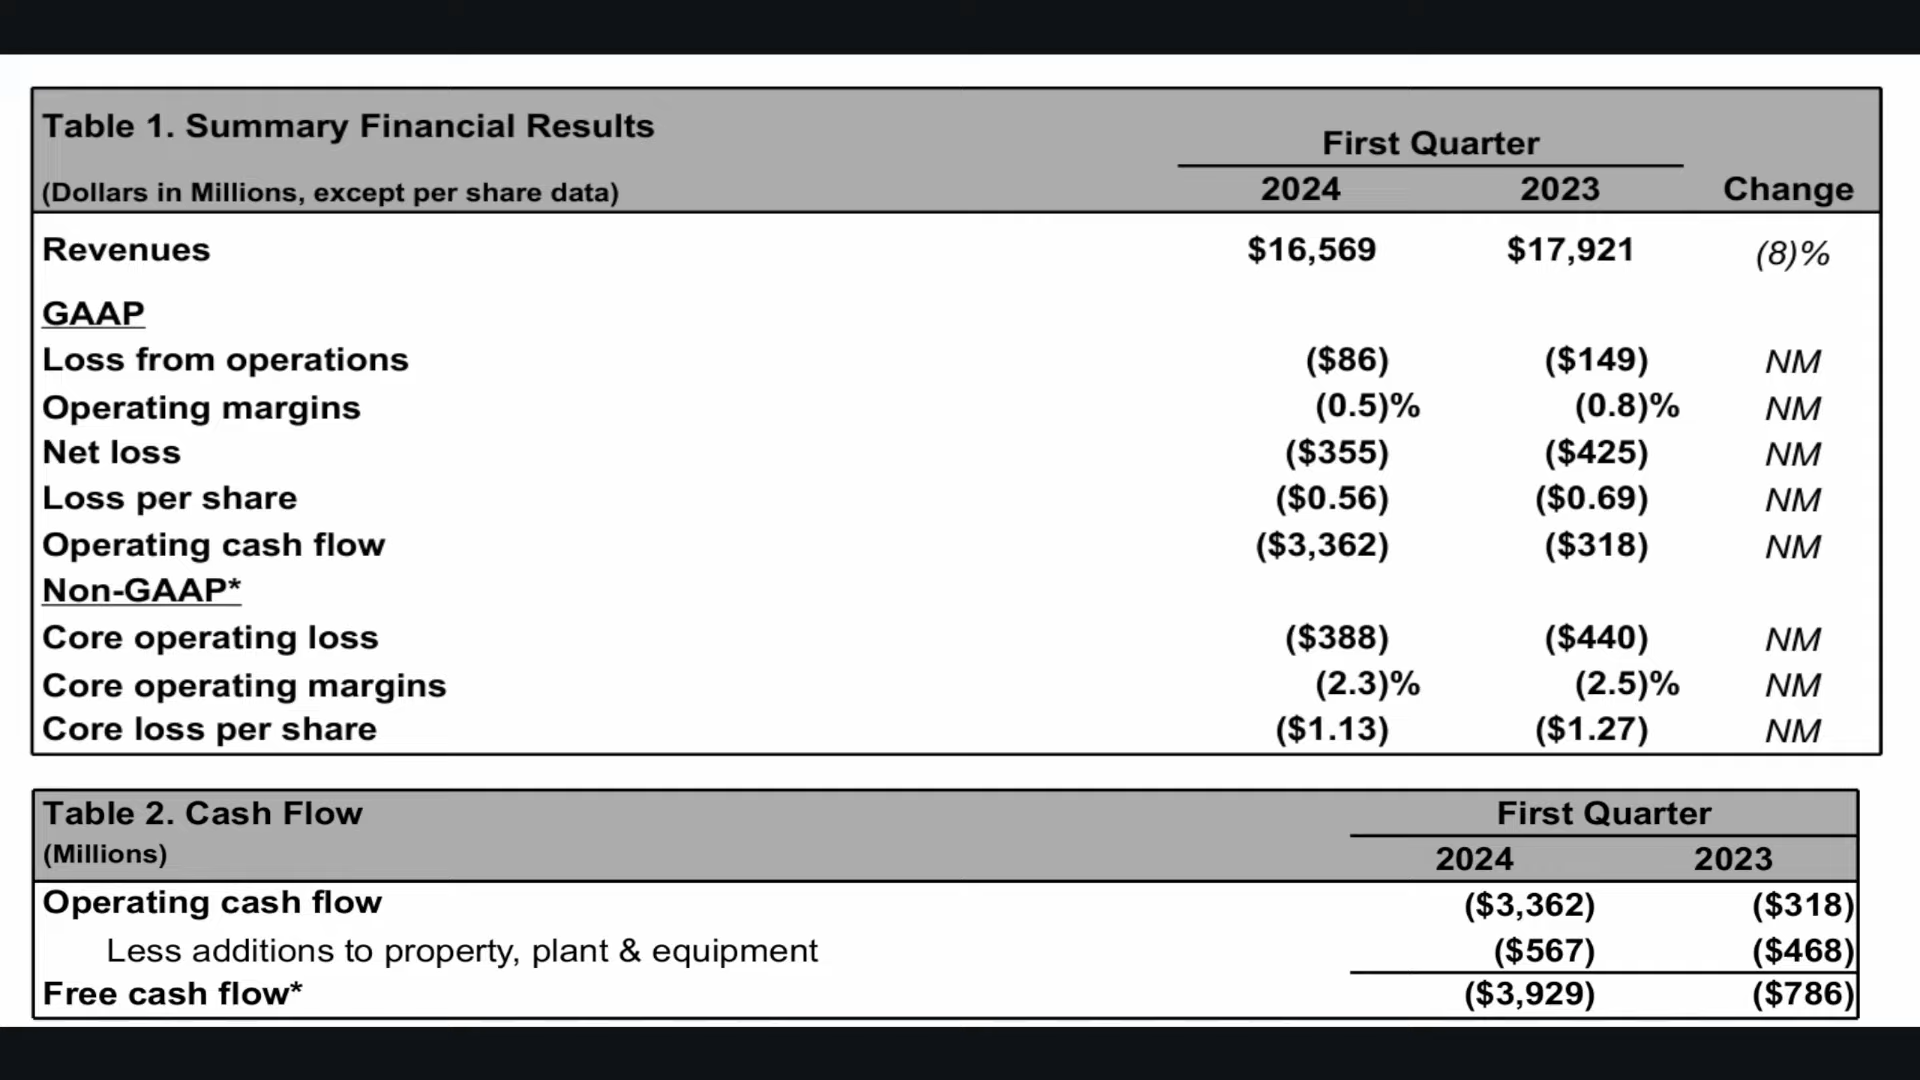 Table 1. Summary Financial Results
First Quarter
(Dollars in Millions, except per share data) 2024 2023 Change
Revenues $16,569 $17,921 (8)%
GAAP
Loss from operations ($86) ($149) NM
Operating margins (0.5)% (0.8)% NM
Net loss ($355) ($425) NM
Loss per share ($0.56) ($0.69) NM
Operating cash flow ($3,362) ($318) NM
Non-GAAP*
Core operating loss ($388) ($440) NM
Core operating margins (2.3)% (2.5)% NM
Core loss per share ($1.13) ($1.27) NM
Table 2. Cash Flow First Quarter
(Millions) 2024 2023
Operating cash flow ($3,362) ($318)
Less additions to property, plant & equipment ($567) ($468)
Free cash flow* ($3,929) ($786)